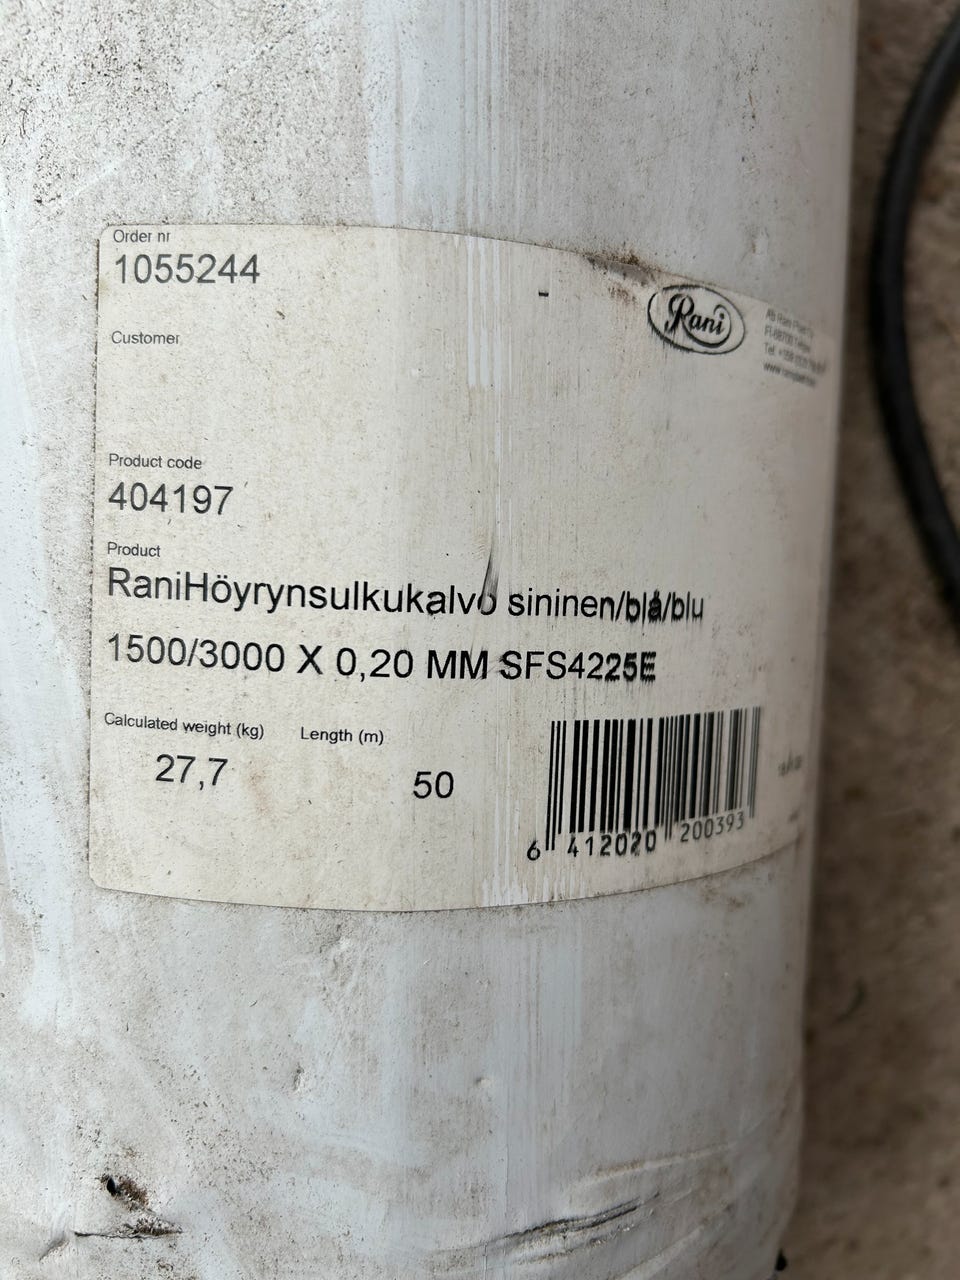 Order nr
1055244
-
Rani
Customer
Product code
404197
Product
RaniHöyrynsulkukalvo sininen/blå/blu
1500/3000 X 0,20 MM SFS4225E
Calculated weight (kg) Length (m)
27,7 50
6 412020 200393